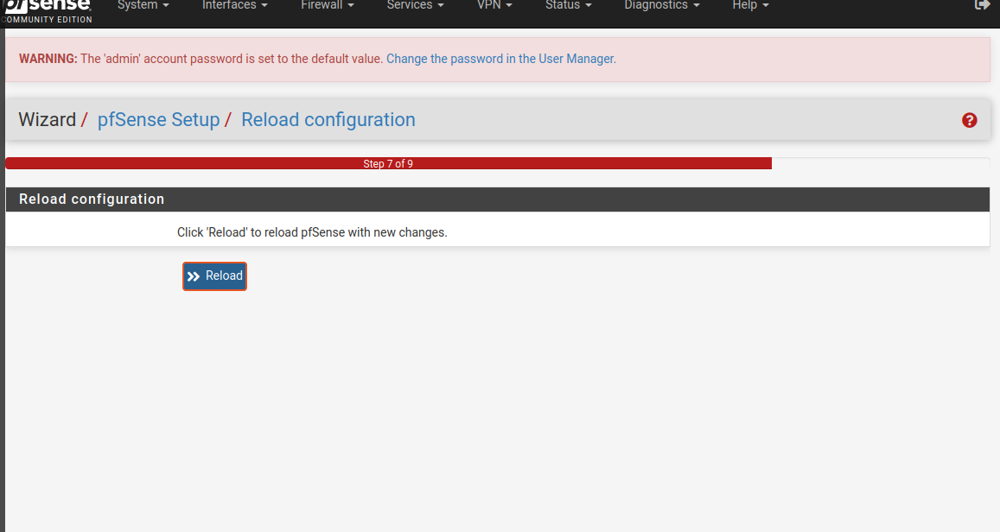 pfsense
COMMUNITY EDITION
System Interfaces Firewall Services VPN Status Diagnostics Help
WARNING: The 'admin' account password is set to the default value. Change the password in the User Manager.
Wizard / pfSense Setup / Reload configuration
Step 7 of 9
Reload configuration
Click 'Reload' to reload pfSense with new changes.
Reload